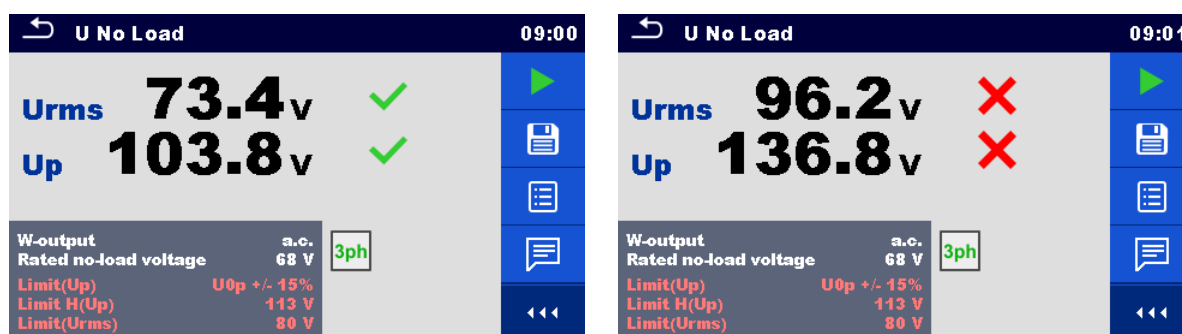 U No Load 09:00
Urms 73.4 V
Up 103.8 V
W-output a.c.
Rated no-load voltage 68 V
3ph
Limit(Up) U0p +/- 15%
Limit H(Up) 113 V
Limit(Urms) 80 V
U No Load 09:01
Urms 96.2 V
Up 136.8 V
W-output a.c.
Rated no-load voltage 68 V
3ph
Limit(Up) U0p +/- 15%
Limit H(Up) 113 V
Limit(Urms) 80 V